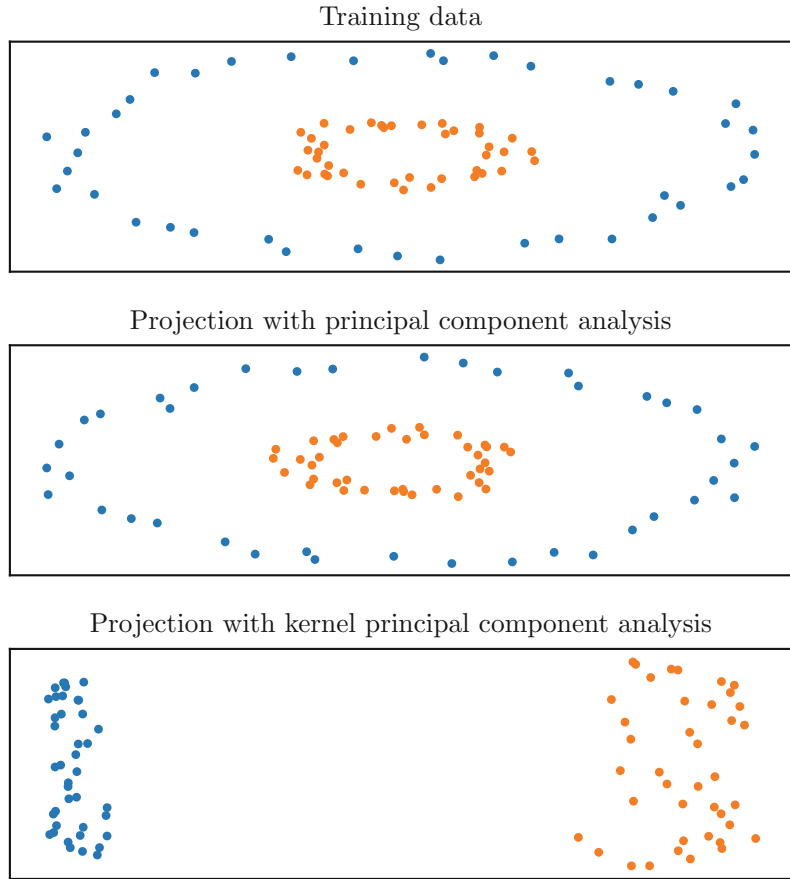 Training data
Projection with principal component analysis
Projection with kernel principal component analysis